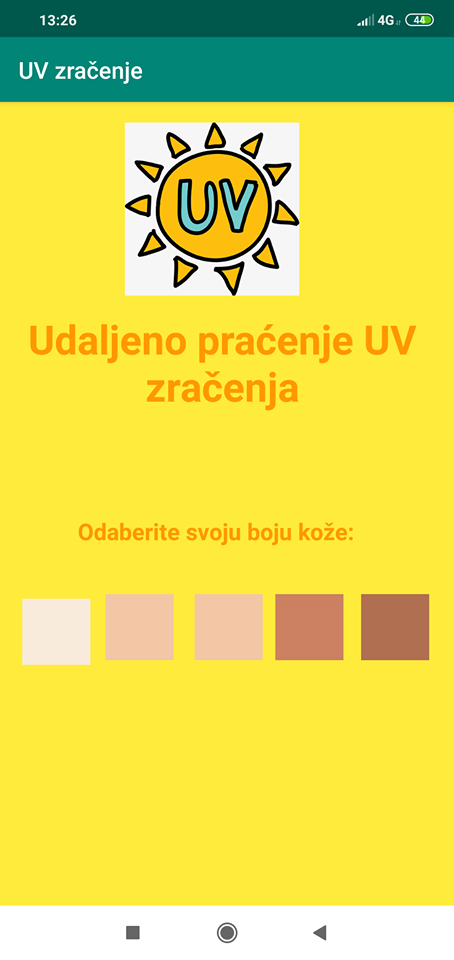 13:26
4G
44
UV zračenje
UV
Udaljeno praćenje UV
zračenja
Odaberite svoju boju kože: